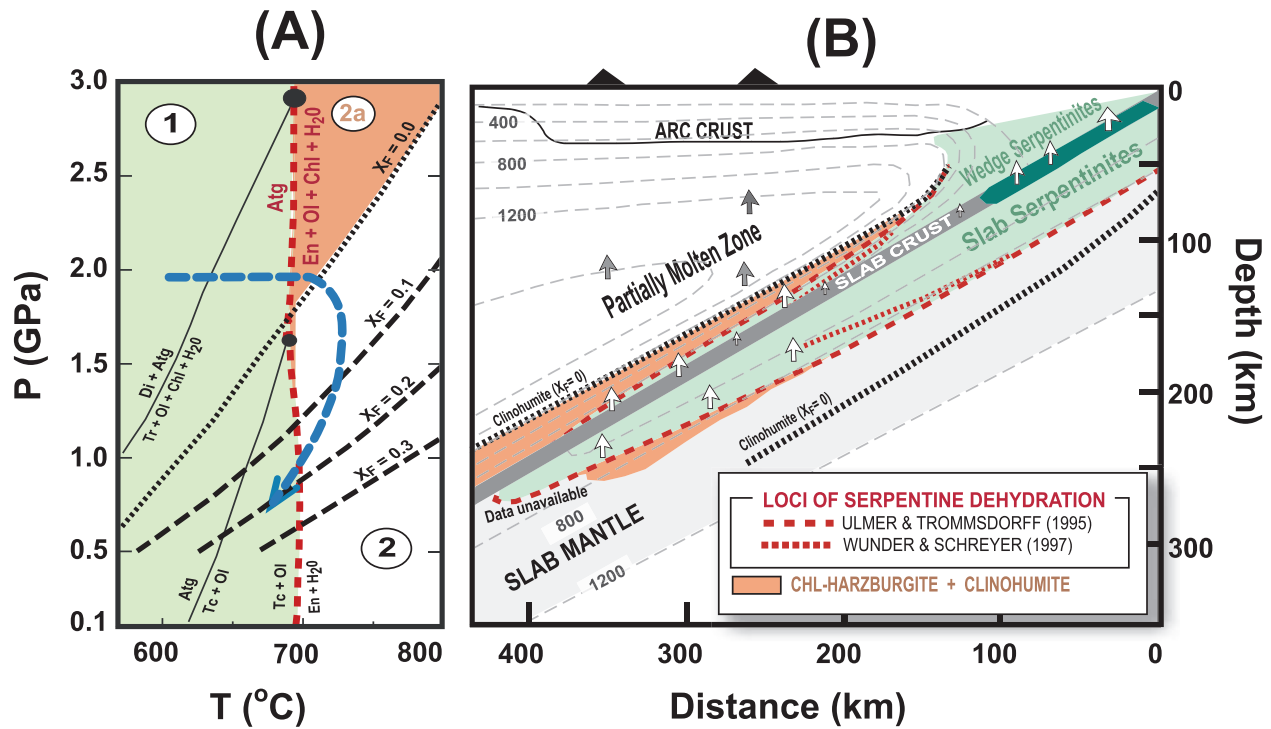 (A)
(B)
3.0
2.5
2.0
1.5
1.0
0.5
0.1
P (GPa)
600
700
800
T (°C)
1
2a
2
Atg
En + Ol + Chl + H20
XF = 0.0
XF = 0.1
XF = 0.2
XF = 0.3
Di + Atg
Tr + Ol + Chl + H20
Atg
Tc + Ol
Tc + Ol
En + H20
400
800
1200
ARC CRUST
Wedge Serpentinites
Slab Serpentinites
SLAB CRUST
Partially Molten Zone
Clinohumite (XF= 0)
Clinohumite (XF= 0)
Data unavailable
800
SLAB MANTLE
1200
0
100
200
300
Depth (km)
LOCI OF SERPENTINE DEHYDRATION
ULMER & TROMMSDORFF (1995)
WUNDER & SCHREYER (1997)
CHL-HARZBURGITE + CLINOHUMITE
400
300
200
100
0
Distance (km)